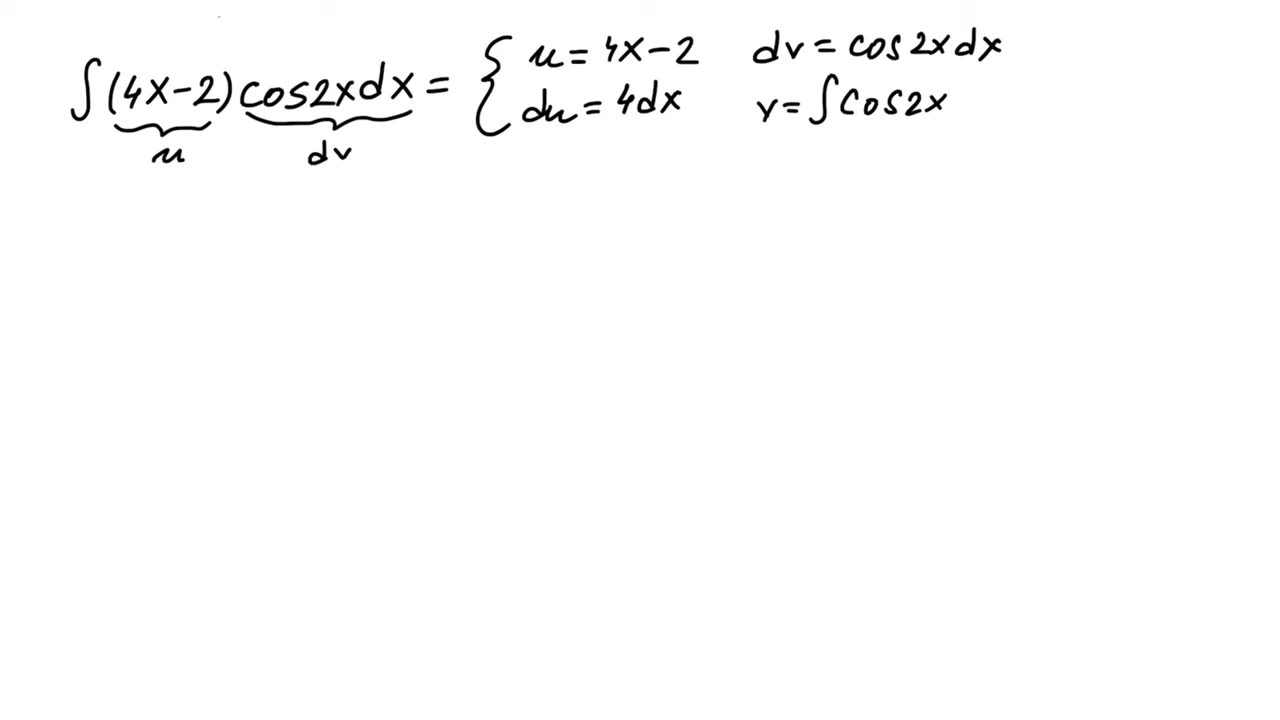 ∫(4x-2)cos2xdx = { u = 4x-2 dv = cos2xdx
du = 4dx v = ∫cos2x
u dv